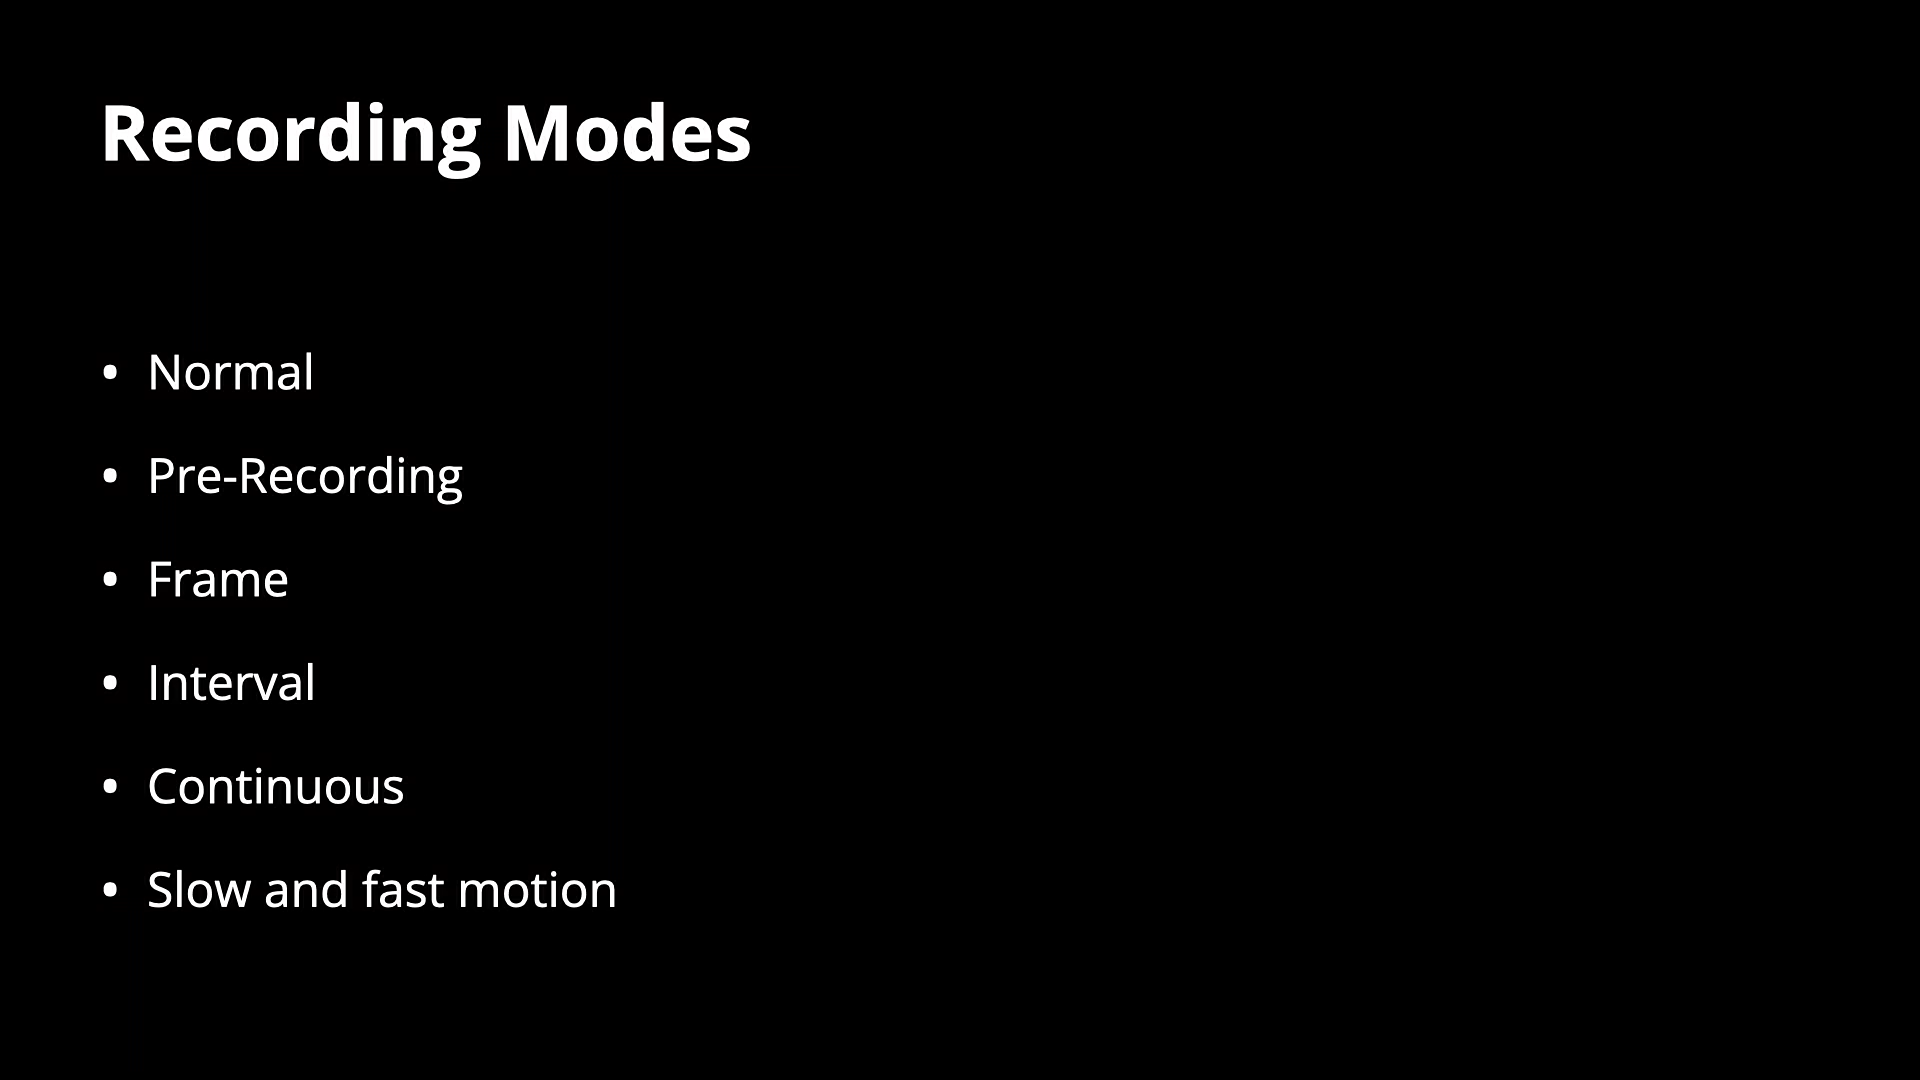 Recording Modes
• Normal
• Pre-Recording
• Frame
• Interval
• Continuous
• Slow and fast motion